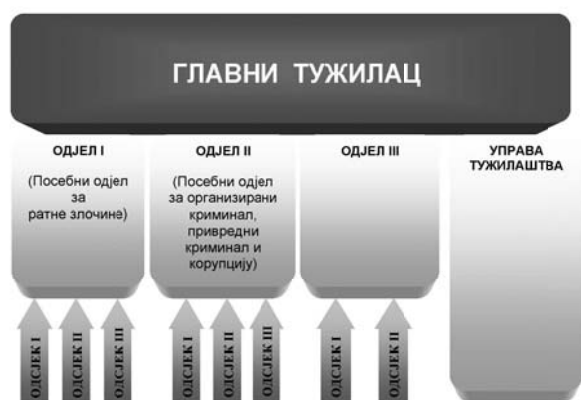 ГЛАВНИ ТУЖИЛАЦ
ОДЈЕЛ I
(Посебни одјел
за
ратне злочине)
ОДЈЕЛ II
(Посебни одјел
за организирани
криминал,
привредни
криминал и
корупцију)
ОДЈЕЛ III
УПРАВА
ТУЖИЛАШТВА
ОДСЈЕК I
ОДСЈЕК II
ОДСЈЕК III
ОДСЈЕК I
ОДСЈЕК II
ОДСЈЕК III
ОДСЈЕК I
ОДСЈЕК II